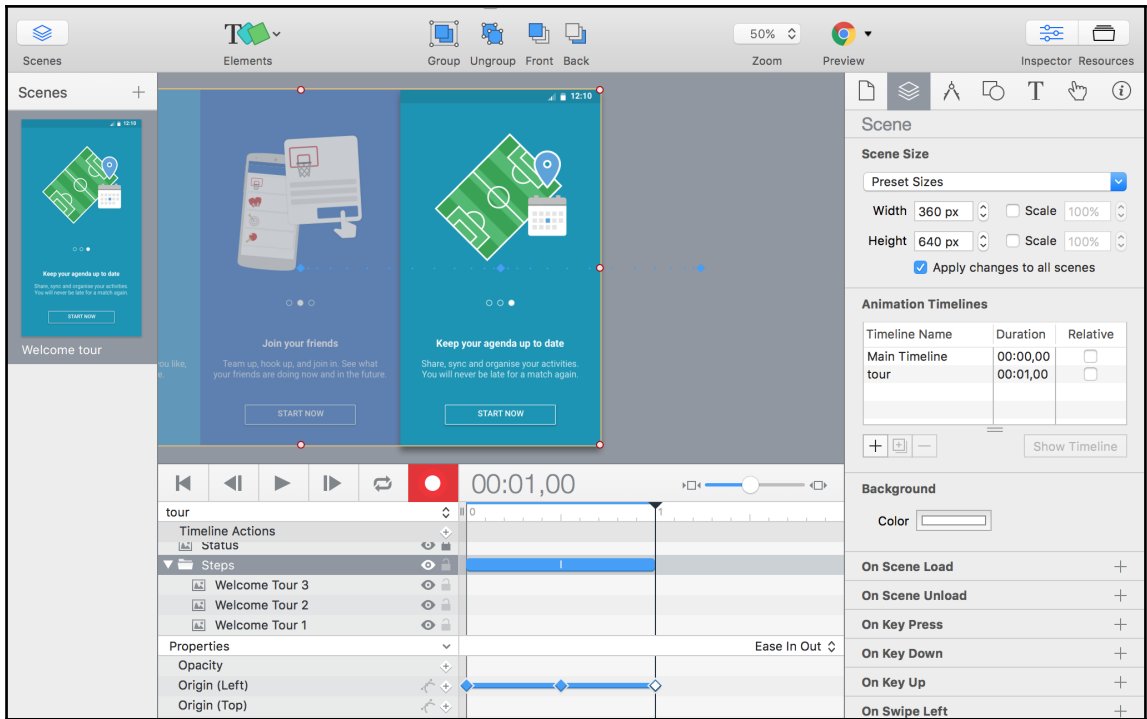 50%
Scenes
Elements
Group Ungroup Front Back
Zoom
Preview
Inspector Resources
Scenes
12:10
Keep your agenda up to date
Share, sync and organise your activities.
You will never be late for a match again.
START NOW
Welcome tour
you like,
e.
Join your friends
Team up, hook up, and join in. See what
your friends are doing now and in the future.
START NOW
12:10
Keep your agenda up to date
Share, sync and organise your activities.
You will never be late for a match again.
START NOW
00:01,00
tour
0
1
Timeline Actions
Status
Steps
Welcome Tour 3
Welcome Tour 2
Welcome Tour 1
Properties
Ease In Out
Opacity
Origin (Left)
Origin (Top)
T
Scene
Scene Size
Preset Sizes
Width 360 px Scale 100%
Height 640 px Scale 100%
Apply changes to all scenes
Animation Timelines
Timeline Name Duration Relative
Main Timeline 00:00,00
tour 00:01,00
Show Timeline
Background
Color
On Scene Load
On Scene Unload
On Key Press
On Key Down
On Key Up
On Swipe Left